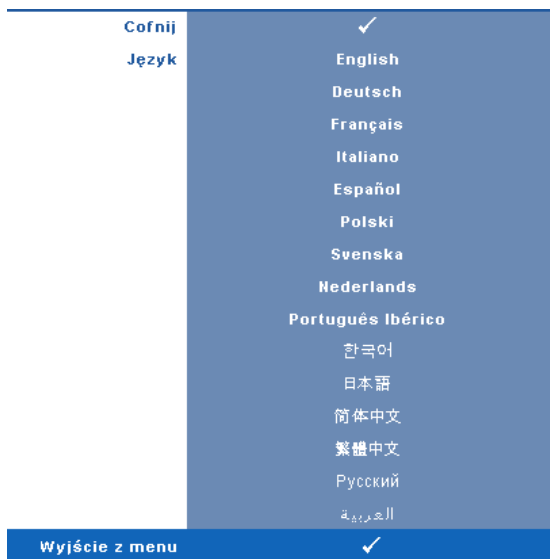 Cofnij ✓
Język English
Deutsch
Français
Italiano
Español
Polski
Svenska
Nederlands
Português Ibérico
한국어
日本語
简体中文
繁體中文
Русский
العربية
Wyjście z menu ✓